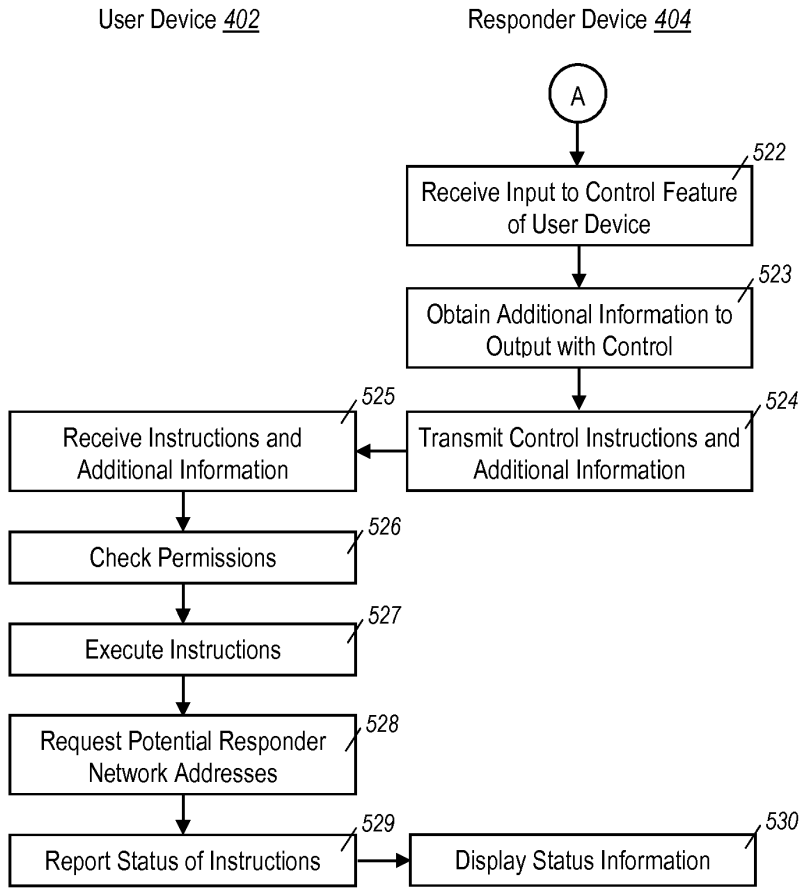 User Device 402
Responder Device 404
A
522
Receive Input to Control Feature
of User Device
523
Obtain Additional Information to
Output with Control
524
Transmit Control Instructions and
Additional Information
525
Receive Instructions and
Additional Information
526
Check Permissions
527
Execute Instructions
528
Request Potential Responder
Network Addresses
529
Report Status of Instructions
530
Display Status Information